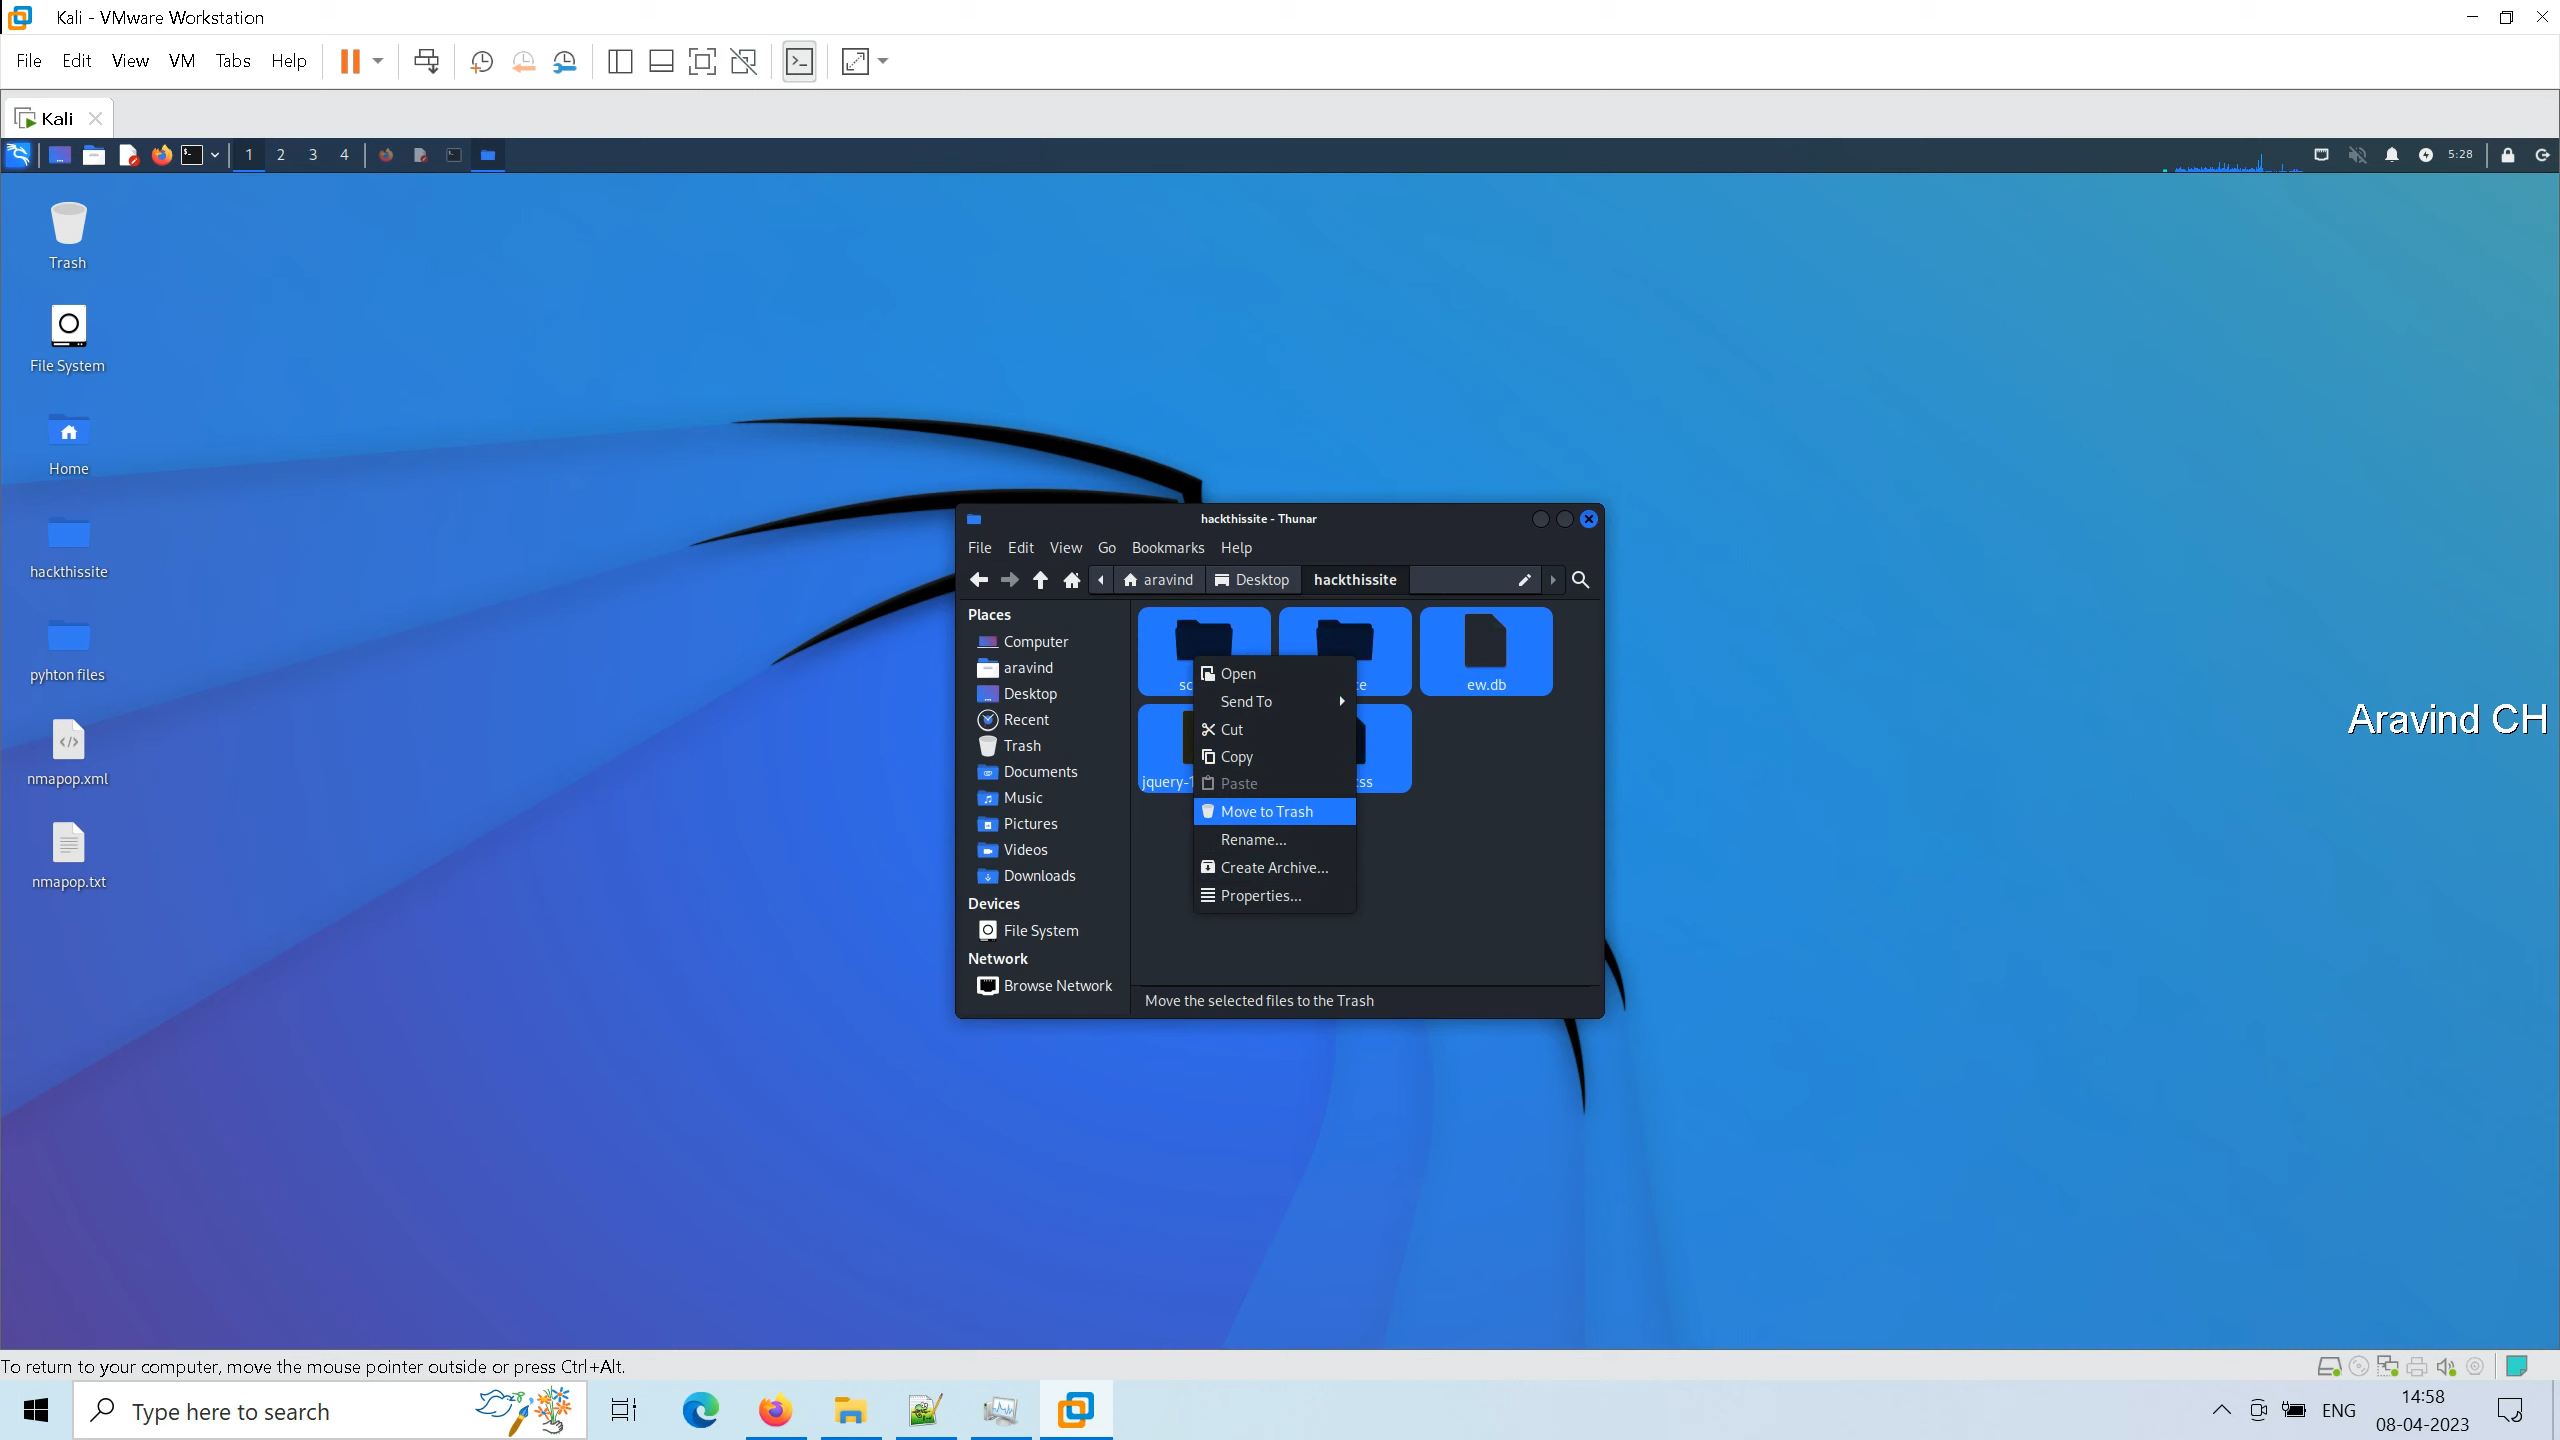 Kali - VMware Workstation
File Edit View VM Tabs Help
Kali
1 2 3 4 5:28
Trash
File System
Home
hackthissite
pyhton files
nmapop.xml
nmapop.txt
hackthissite - Thunar
File Edit View Go Bookmarks Help
aravind Desktop hackthissite
Places
Computer
aravind
Desktop
Recent
Trash
Documents
Music
Pictures
Videos
Downloads
Devices
File System
Network
Browse Network
ew.db
jquery-1
Open
Send To
Cut
Copy
Paste
Move to Trash
Rename...
Create Archive...
Properties...
Move the selected files to the Trash
Aravind CH
To return to your computer, move the mouse pointer outside or press Ctrl+Alt.
Type here to search
ENG
14:58
08-04-2023